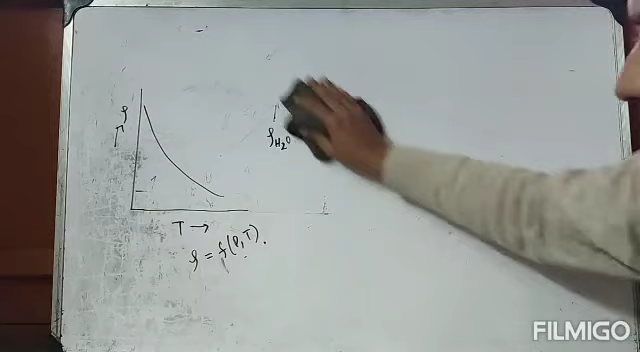 ρ
ρH₂O
T →
ρ = f(P, T).
FILMIGO